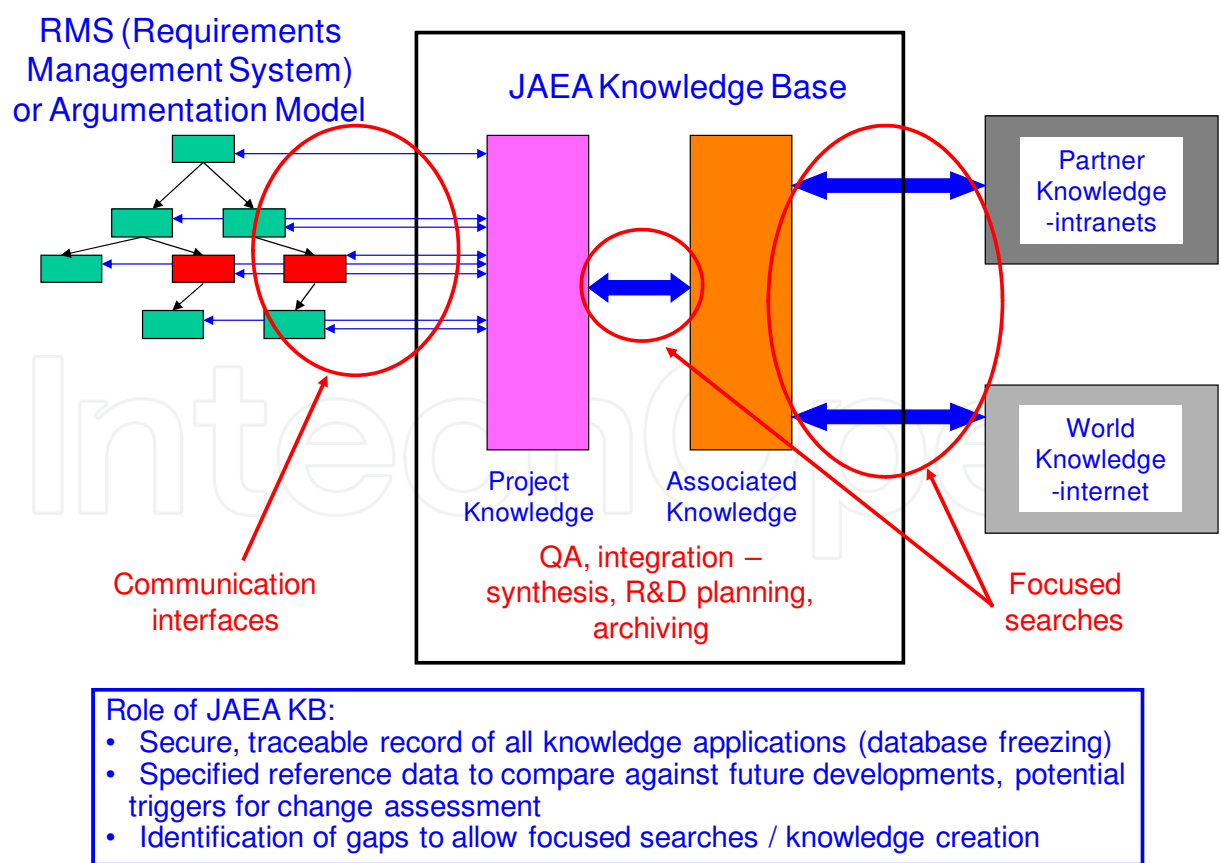 RMS (Requirements
Management System)
or Argumentation Model
JAEA Knowledge Base
Partner
Knowledge
-intranets
World
Knowledge
-internet
Project
Knowledge
Associated
Knowledge
QA, integration –
synthesis, R&D planning,
archiving
Communication
interfaces
Focused
searches
Role of JAEA KB:
• Secure, traceable record of all knowledge applications (database freezing)
• Specified reference data to compare against future developments, potential
triggers for change assessment
• Identification of gaps to allow focused searches / knowledge creation
IntechOpe